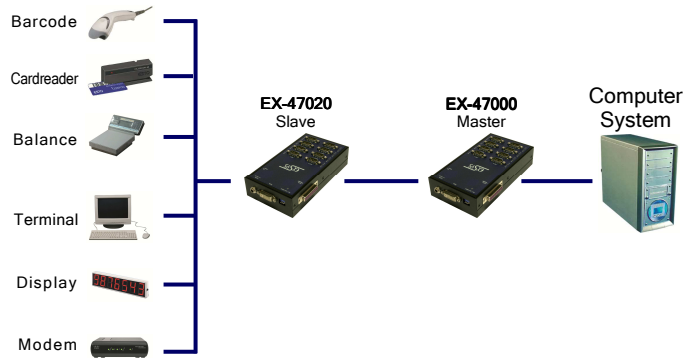 Barcode
Cardreader
Balance
Terminal
Display
Modem
EX-47020
Slave
EX-47000
Master
Computer
System